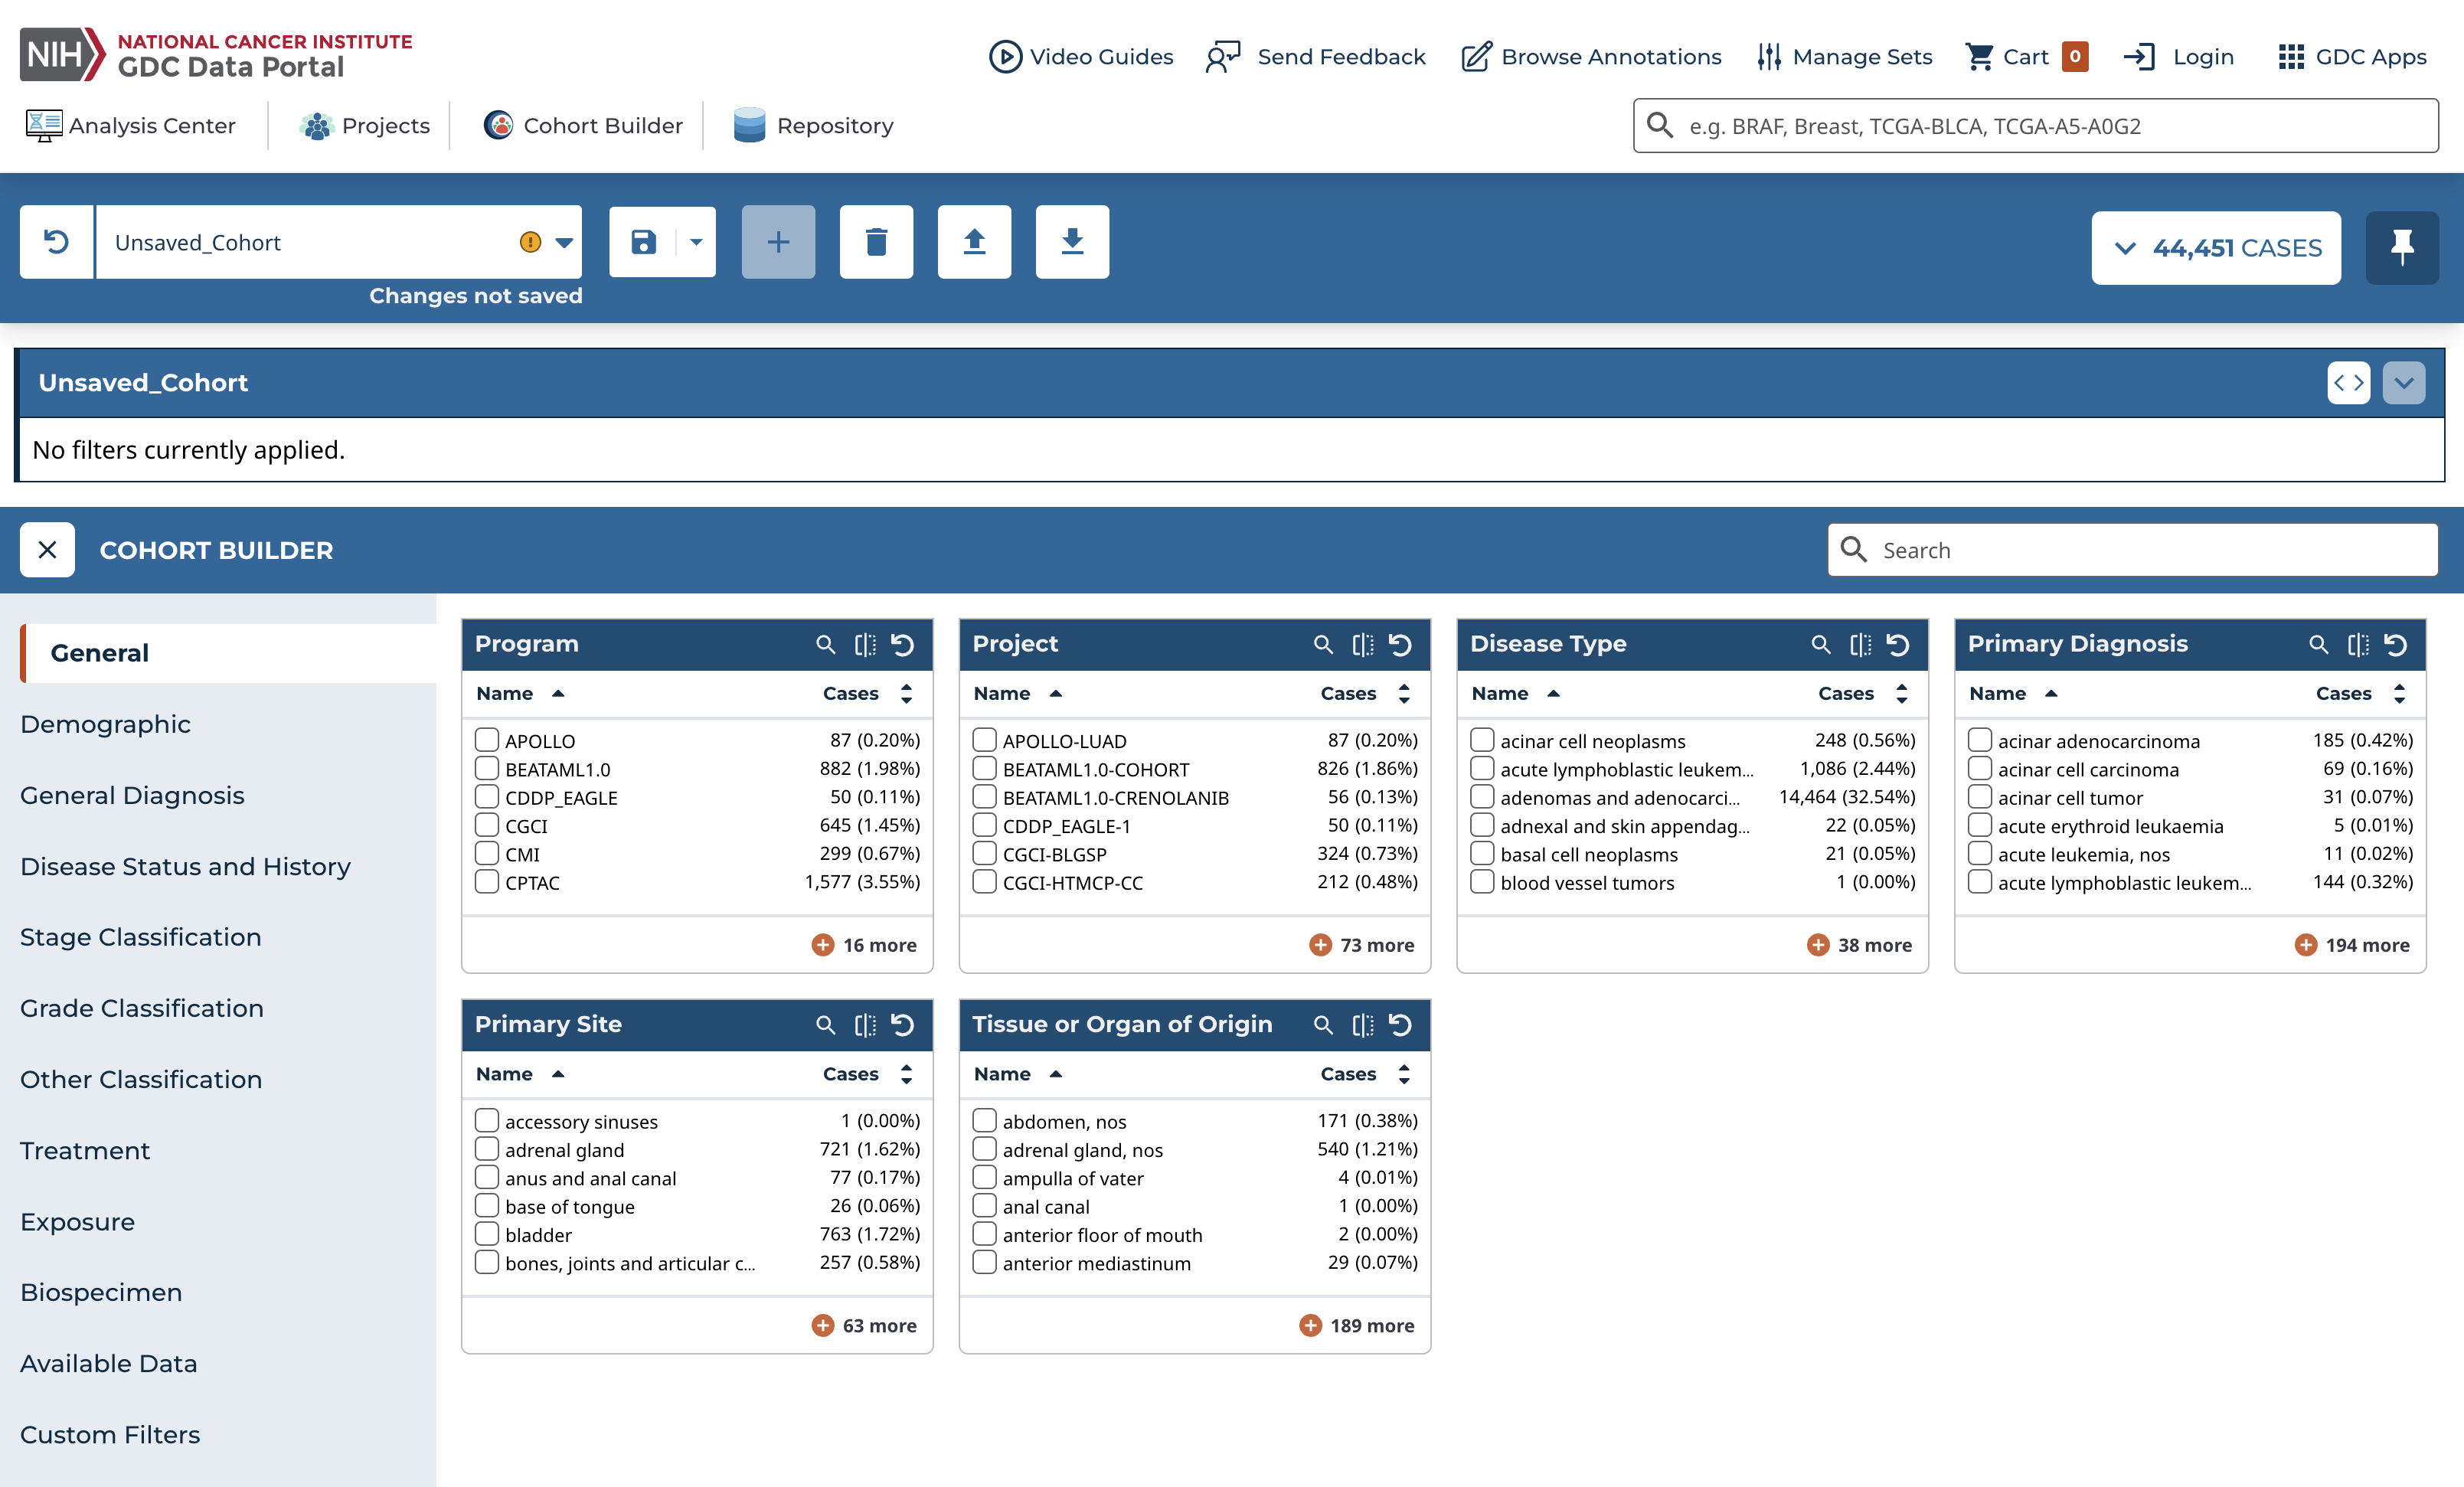 NIH NATIONAL CANCER INSTITUTE
GDC Data Portal
Video Guides Send Feedback Browse Annotations Manage Sets Cart 0 Login GDC Apps
Analysis Center Projects Cohort Builder Repository e.g. BRAF, Breast, TCGA-BLCA, TCGA-A5-A0G2
Unsaved_Cohort 44,451 CASES
Changes not saved
Unsaved_Cohort
No filters currently applied.
COHORT BUILDER Search
General
Demographic
General Diagnosis
Disease Status and History
Stage Classification
Grade Classification
Other Classification
Treatment
Exposure
Biospecimen
Available Data
Custom Filters
Program
Name Cases
APOLLO 87 (0.20%)
BEATAML1.0 882 (1.98%)
CDDP_EAGLE 50 (0.11%)
CGCI 645 (1.45%)
CMI 299 (0.67%)
CPTAC 1,577 (3.55%)
16 more
Project
Name Cases
APOLLO-LUAD 87 (0.20%)
BEATAML1.0-COHORT 826 (1.86%)
BEATAML1.0-CRENOLANIB 56 (0.13%)
CDDP_EAGLE-1 50 (0.11%)
CGCI-BLGSP 324 (0.73%)
CGCI-HTMCP-CC 212 (0.48%)
73 more
Disease Type
Name Cases
acinar cell neoplasms 248 (0.56%)
acute lymphoblastic leukem... 1,086 (2.44%)
adenomas and adenocarci... 14,464 (32.54%)
adnexal and skin appendag... 22 (0.05%)
basal cell neoplasms 21 (0.05%)
blood vessel tumors 1 (0.00%)
38 more
Primary Diagnosis
Name Cases
acinar adenocarcinoma 185 (0.42%)
acinar cell carcinoma 69 (0.16%)
acinar cell tumor 31 (0.07%)
acute erythroid leukaemia 5 (0.01%)
acute leukemia, nos 11 (0.02%)
acute lymphoblastic leukem... 144 (0.32%)
194 more
Primary Site
Name Cases
accessory sinuses 1 (0.00%)
adrenal gland 721 (1.62%)
anus and anal canal 77 (0.17%)
base of tongue 26 (0.06%)
bladder 763 (1.72%)
bones, joints and articular c... 257 (0.58%)
63 more
Tissue or Organ of Origin
Name Cases
abdomen, nos 171 (0.38%)
adrenal gland, nos 540 (1.21%)
ampulla of vater 4 (0.01%)
anal canal 1 (0.00%)
anterior floor of mouth 2 (0.00%)
anterior mediastinum 29 (0.07%)
189 more